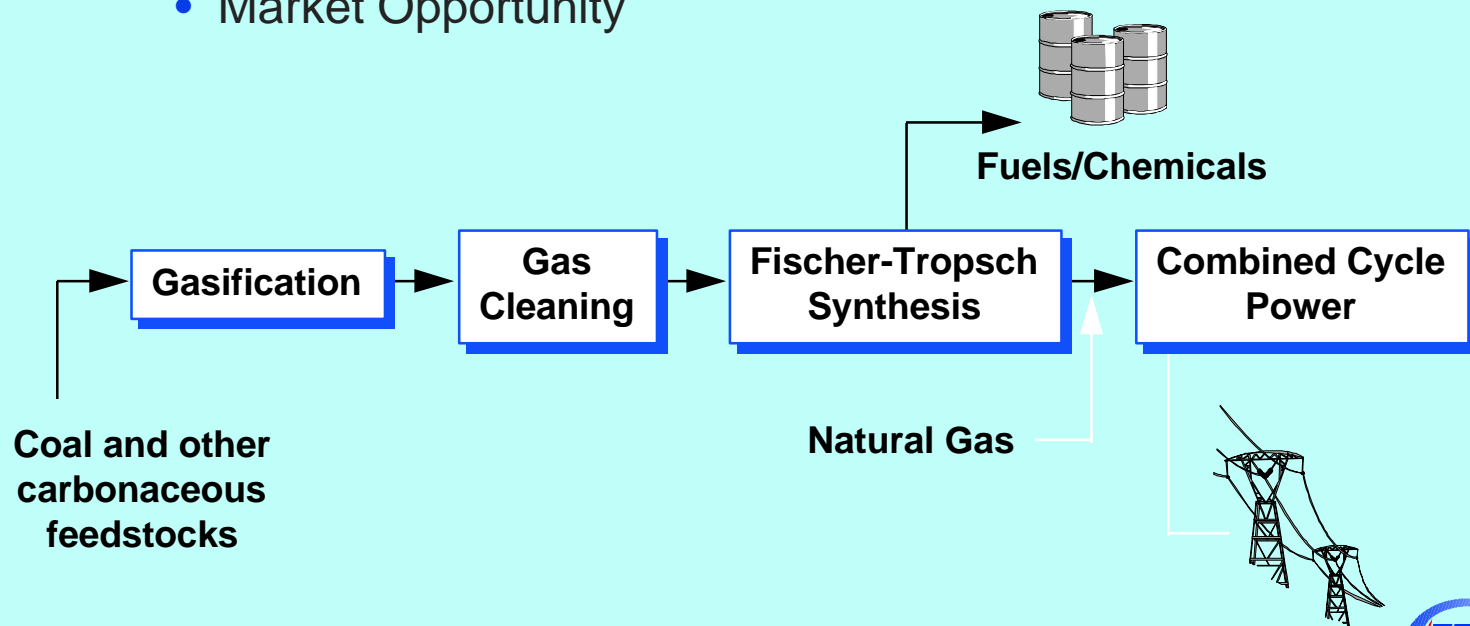 • Market Opportunity
Fuels/Chemicals
Gasification
Gas
Cleaning
Fischer-Tropsch
Synthesis
Combined Cycle
Power
Coal and other
carbonaceous
feedstocks
Natural Gas